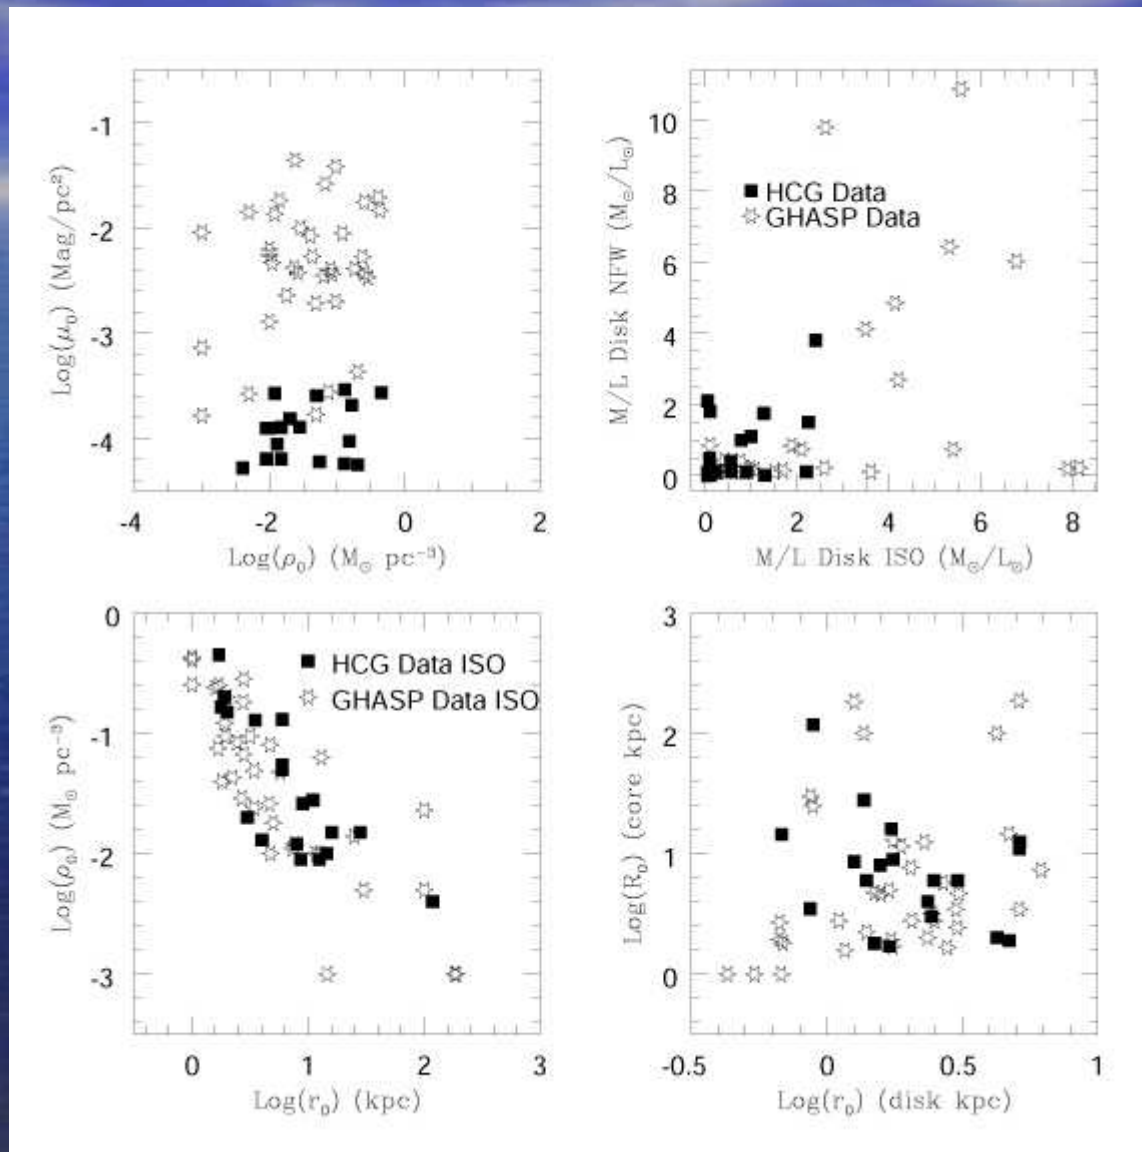 -1
-2
-3
-4
-4 -2 0 2
Log(μ₀) (Mag/pc²)
Log(ρ₀) (M☉ pc⁻³)
10
8
6
4
2
0
0 2 4 6 8
M/L Disk NFW (M☉/L☉)
HCG Data
GHASP Data
M/L Disk ISO (M☉/L☉)
0
-1
-2
-3
0 1 2 3
Log(ρ₀) (M☉ pc⁻³)
HCG Data ISO
GHASP Data ISO
Log(r₀) (kpc)
3
2
1
0
-0.5 0 0.5 1
Log(R₀) (core kpc)
Log(r₀) (disk kpc)